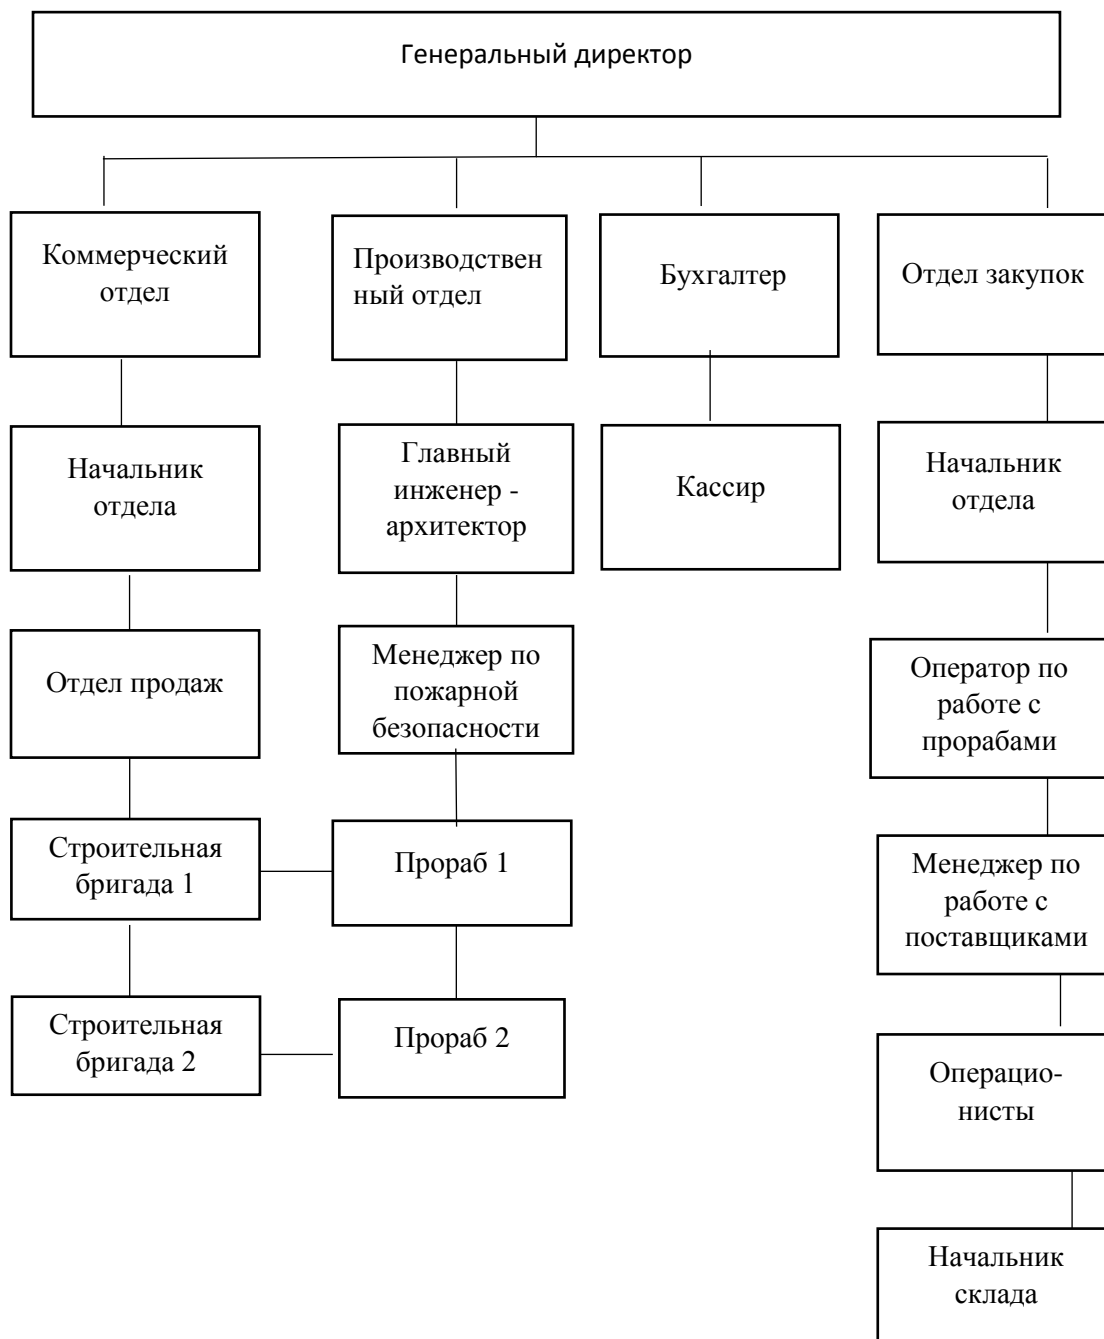 Генеральный директор
Коммерческий
отдел
Производствен
ный отдел
Бухгалтер
Отдел закупок
Начальник
отдела
Главный
инженер -
архитектор
Кассир
Начальник
отдела
Отдел продаж
Менеджер по
пожарной
безопасности
Оператор по
работе с
прорабами
Строительная
бригада 1
Прораб 1
Менеджер по
работе с
поставщиками
Строительная
бригада 2
Прораб 2
Операцио-
нисты
Начальник
склада